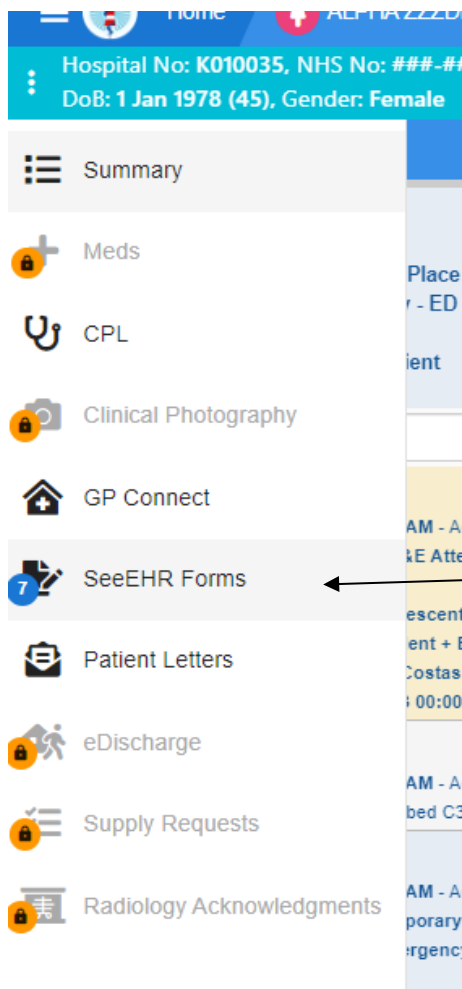 Home
ALPHA ZZZD
Hospital No: K010035, NHS No: ###-##
DoB: 1 Jan 1978 (45), Gender: Female
Summary
Meds
Place
- ED
CPL
ient
Clinical Photography
GP Connect
AM - A
&E Atte
7
SeeEHR Forms
escent
ent + E
Patient Letters
Costas
00:00
eDischarge
AM - A
bed C3
Supply Requests
AM - A
Radiology Acknowledgments
porary
ergency